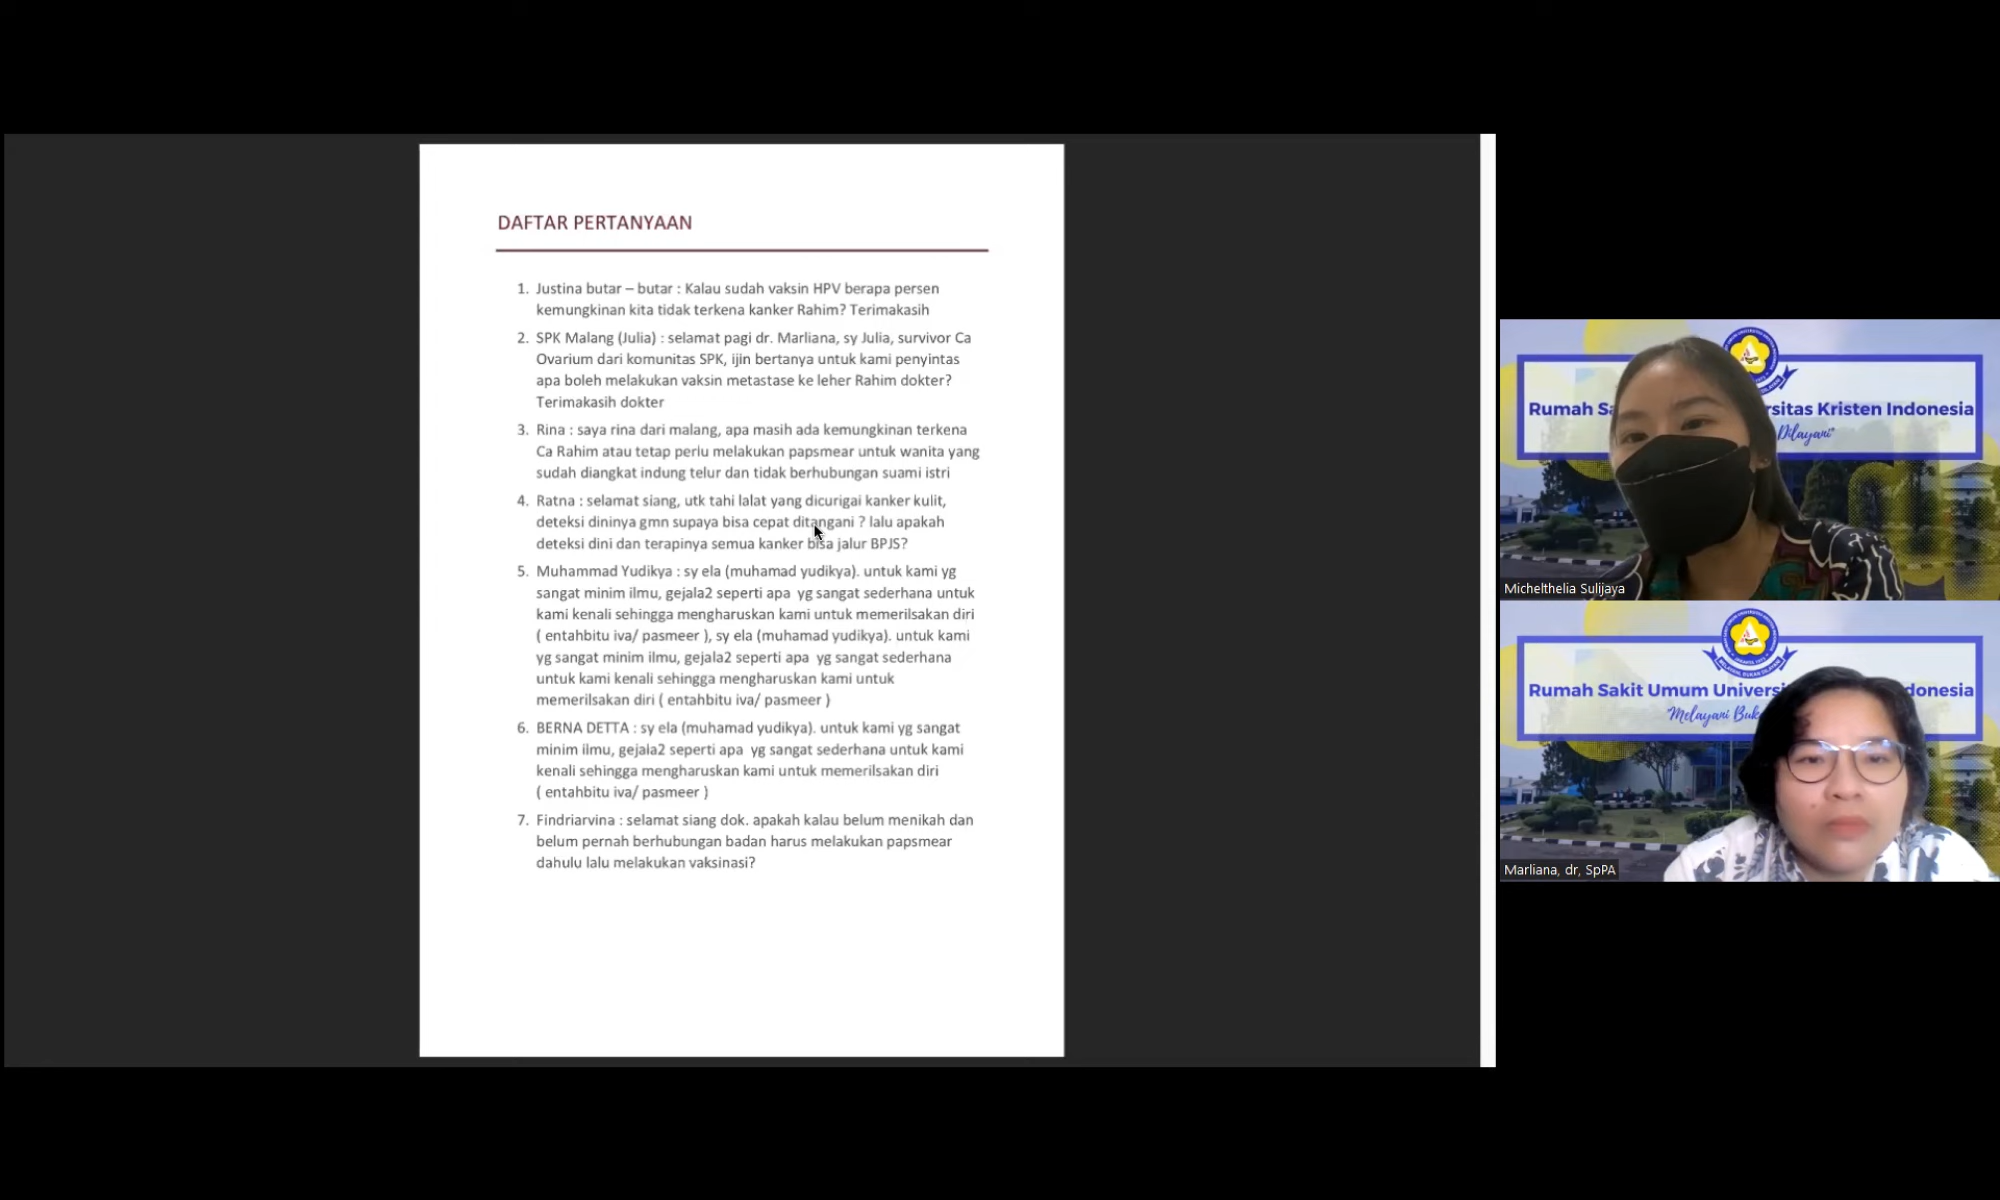 DAFTAR PERTANYAAN
1. Justina butar – butar : Kalau sudah vaksin HPV berapa persen
kemungkinan kita tidak terkena kanker Rahim? Terimakasih
2. SPK Malang (Julia) : selamat pagi dr. Marliana, sy Julia, survivor Ca
Ovarium dari komunitas SPK, ijin bertanya untuk kami penyintas
apa boleh melakukan vaksin metastase ke leher Rahim dokter?
Terimakasih dokter
3. Rina : saya rina dari malang, apa masih ada kemungkinan terkena
Ca Rahim atau tetap perlu melakukan papsmear untuk wanita yang
sudah diangkat indung telur dan tidak berhubungan suami istri
4. Ratna : selamat siang, utk tahi lalat yang dicurigai kanker kulit,
deteksi dininya gmn supaya bisa cepat ditangani ? lalu apakah
deteksi dini dan terapinya semua kanker bisa jalur BPJS?
5. Muhammad Yudikya : sy ela (muhamad yudikya). untuk kami yg
sangat minim ilmu, gejala2 seperti apa yg sangat sederhana untuk
kami kenali sehingga mengharuskan kami untuk memerilsakan diri
( entahbitu iva/ pasmeer ), sy ela (muhamad yudikya). untuk kami
yg sangat minim ilmu, gejala2 seperti apa yg sangat sederhana
untuk kami kenali sehingga mengharuskan kami untuk
memerilsakan diri ( entahbitu iva/ pasmeer )
6. BERNA DETTA : sy ela (muhamad yudikya). untuk kami yg sangat
minim ilmu, gejala2 seperti apa yg sangat sederhana untuk kami
kenali sehingga mengharuskan kami untuk memerilsakan diri
( entahbitu iva/ pasmeer )
7. Findriarvina : selamat siang dok. apakah kalau belum menikah dan
belum pernah berhubungan badan harus melakukan papsmear
dahulu lalu melakukan vaksinasi?
Rumah Sa rsitas Kristen Indonesia
Dilayani"
Michelthelia Sulijaya
Rumah Sakit Umum Universi donesia
"Melayani Buk
Marliana, dr, SpPA